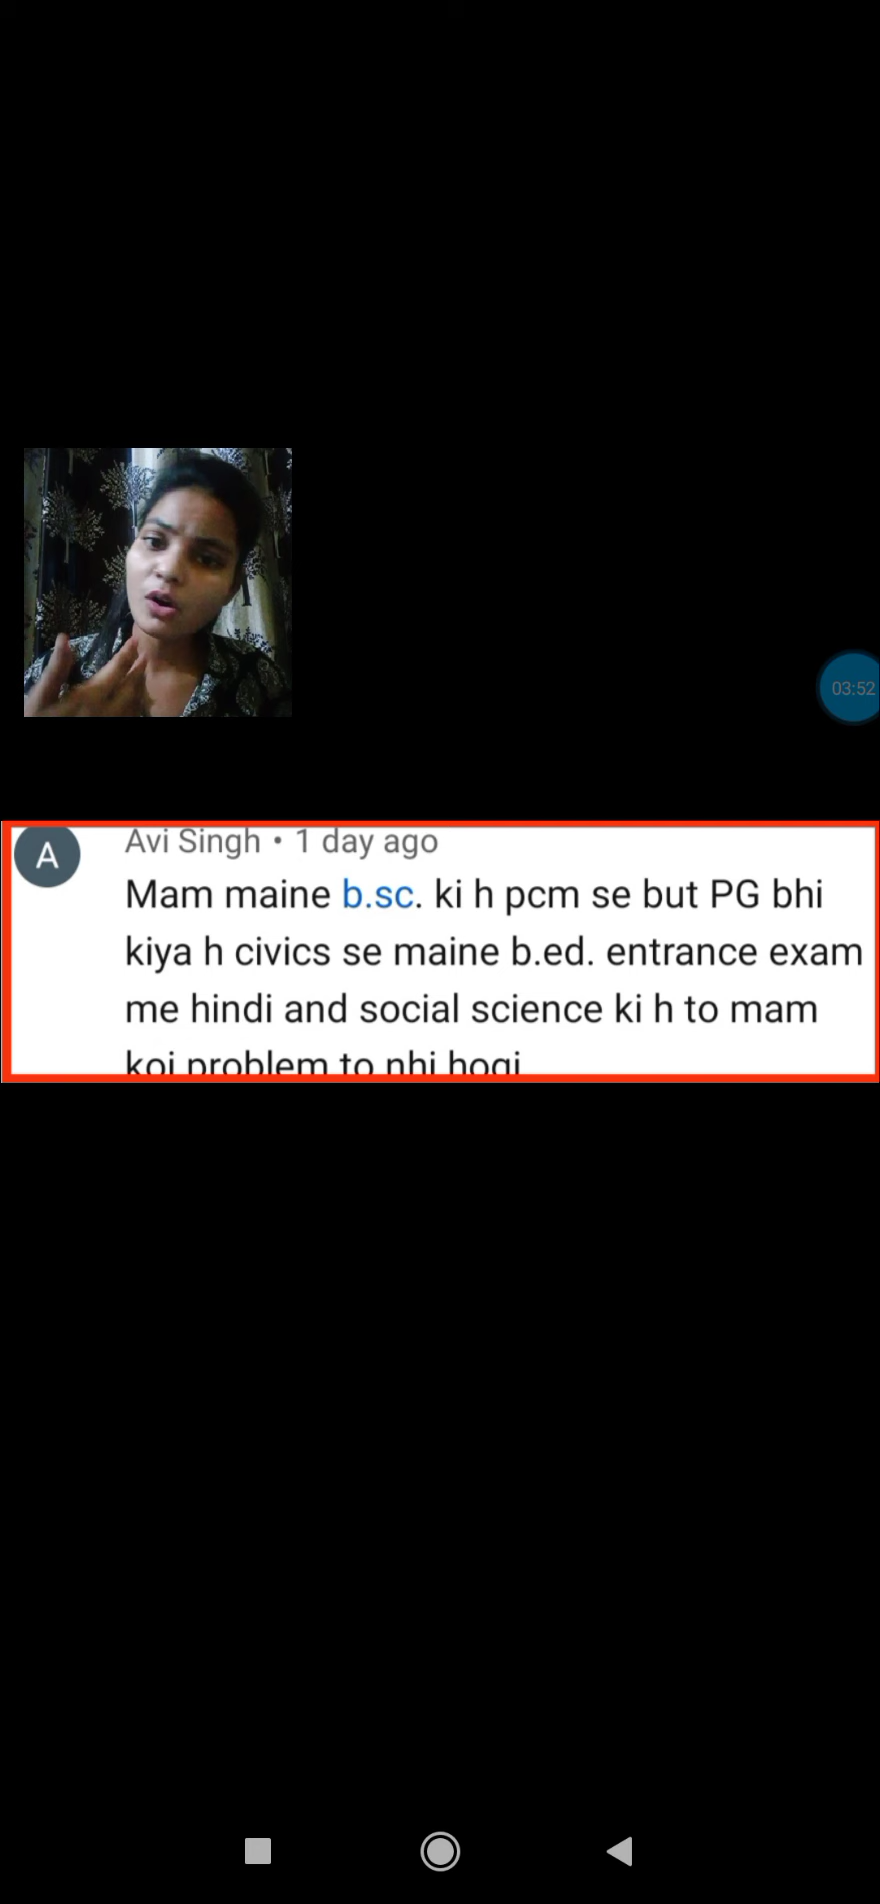 03:52
A
Avi Singh • 1 day ago
Mam maine b.sc. ki h pcm se but PG bhi
kiya h civics se maine b.ed. entrance exam
me hindi and social science ki h to mam
koi problem to nhi hogi